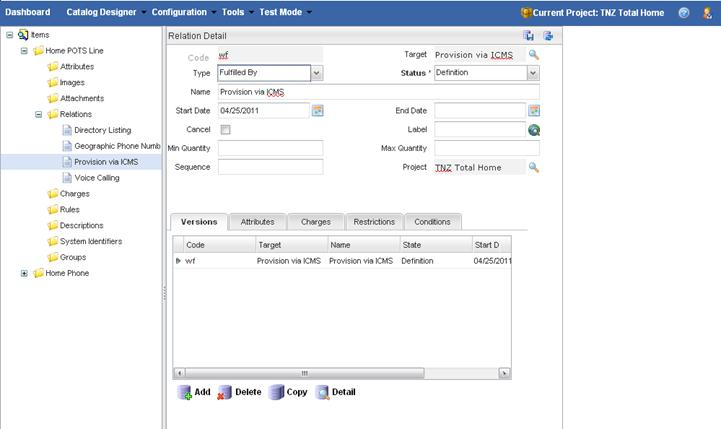 Dashboard Catalog Designer Configuration Tools Test Mode Current Project: TNZ Total Home
Items
Home POTS Line
Attributes
Images
Attachments
Relations
Directory Listing
Geographic Phone Numb
Provision via ICMS
Voice Calling
Charges
Rules
Descriptions
System Identifiers
Groups
Home Phone
Relation Detail
Code wf Target Provision via ICMS
Type Fulfilled By Status * Definition
Name Provision via ICMS
Start Date 04/25/2011 End Date
Cancel Label
Min Quantity Max Quantity
Sequence Project TNZ Total Home
Versions Attributes Charges Restrictions Conditions
Code Target Name State Start D
wf Provision via ICMS Provision via ICMS Definition 04/25/2011
Add Delete Copy Detail